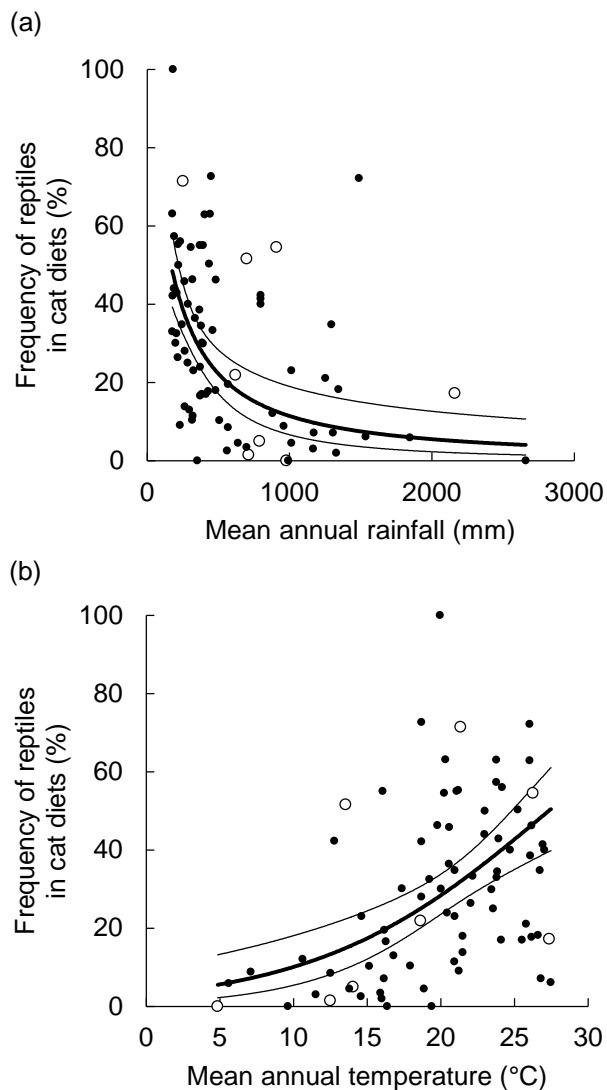 (a)
Frequency of reptiles
in cat diets (%)
100
80
60
40
20
0
0 1000 2000 3000
Mean annual rainfall (mm)
(b)
Frequency of reptiles
in cat diets (%)
100
80
60
40
20
0
0 5 10 15 20 25 30
Mean annual temperature (°C)